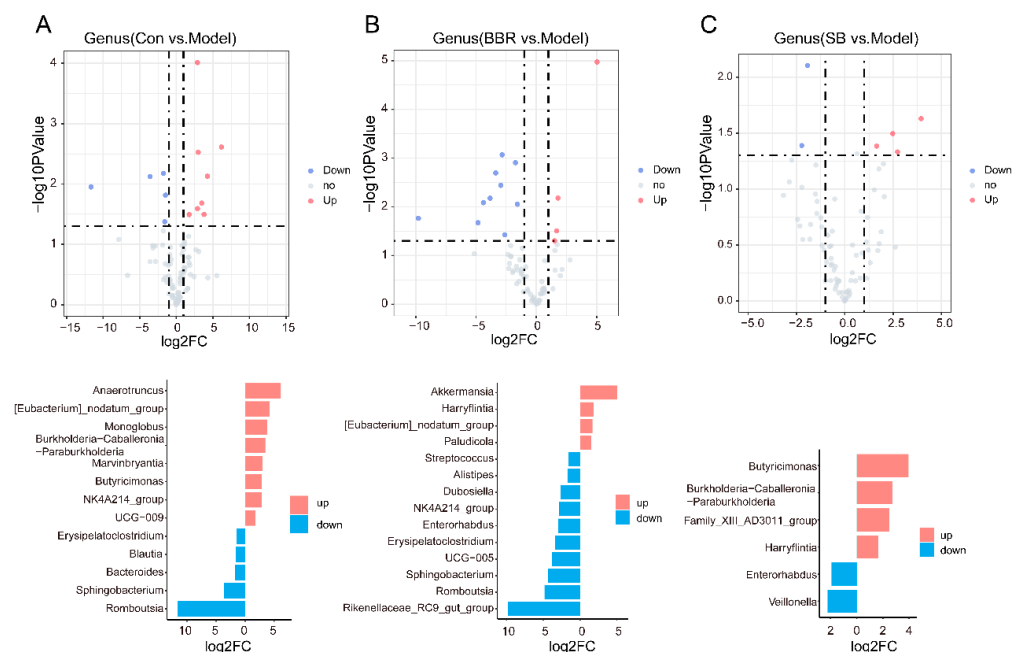 A
Genus(Con vs.Model)
−log10PValue
4
3
2
1
0
−15
−10
−5
0
5
10
15
log2FC
Down
no
Up
B
Genus(BBR vs.Model)
−log10PValue
5
4
3
2
1
0
−10
−5
0
5
log2FC
Down
no
Up
C
Genus(SB vs.Model)
−log10PValue
2.0
1.5
1.0
0.5
0.0
−5.0
−2.5
0.0
2.5
5.0
log2FC
Down
no
Up
Anaerotruncus
[Eubacterium]_nodatum_group
Monoglobus
Burkholderia−Caballeronia
−Paraburkholderia
Marvinbryantia
Butyricimonas
NK4A214_group
UCG−009
Erysipelatoclostridium
Blautia
Bacteroides
Sphingobacterium
Romboutsia
10
5
0
5
log2FC
up
down
Akkermansia
Harryflintia
[Eubacterium]_nodatum_group
Paludicola
Streptococcus
Alistipes
Dubosiella
NK4A214_group
Enterorhabdus
Erysipelatoclostridium
UCG−005
Sphingobacterium
Romboutsia
Rikenellaceae_RC9_gut_group
10
5
0
5
log2FC
up
down
Butyricimonas
Burkholderia−Caballeronia
−Paraburkholderia
Family_XIII_AD3011_group
Harryflintia
Enterorhabdus
Veillonella
2
0
2
4
log2FC
up
down